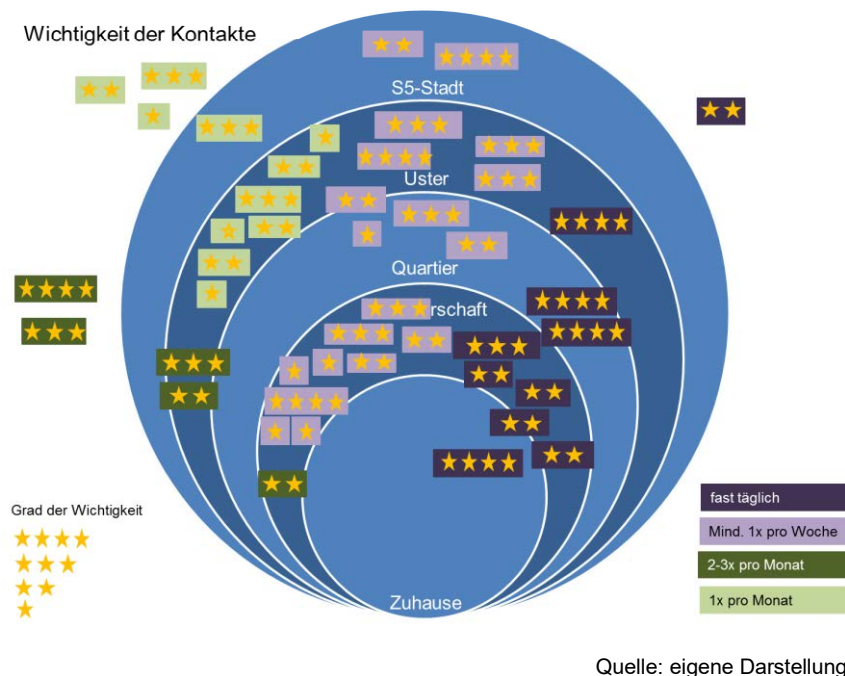 Wichtigkeit der Kontakte
S5-Stadt
Uster
Quartier
rschaft
Zuhause
Grad der Wichtigkeit
fast täglich
Mind. 1x pro Woche
2-3x pro Monat
1x pro Monat
Quelle: eigene Darstellung